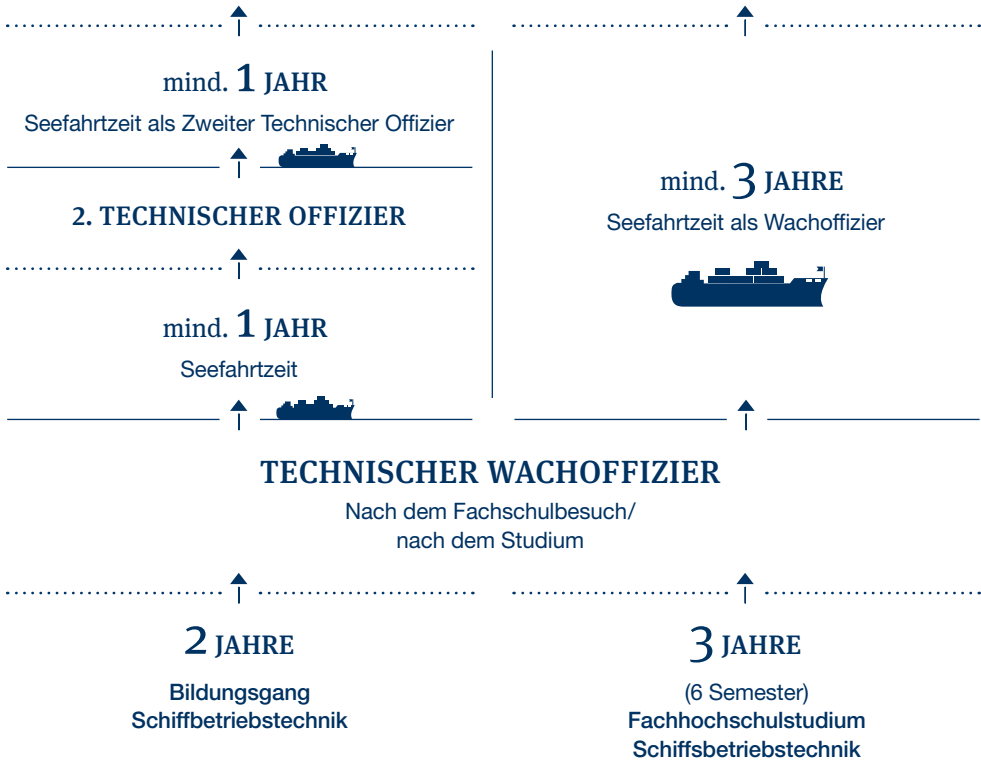 mind. 1 JAHR
Seefahrtzeit als Zweiter Technischer Offizier
2. TECHNISCHER OFFIZIER
mind. 1 JAHR
Seefahrtzeit
mind. 3 JAHRE
Seefahrtzeit als Wachoffizier
TECHNISCHER WACHOFFIZIER
Nach dem Fachschulbesuch/
nach dem Studium
2 JAHRE
Bildungsgang
Schiffbetriebstechnik
3 JAHRE
(6 Semester)
Fachhochschulstudium
Schiffsbetriebstechnik